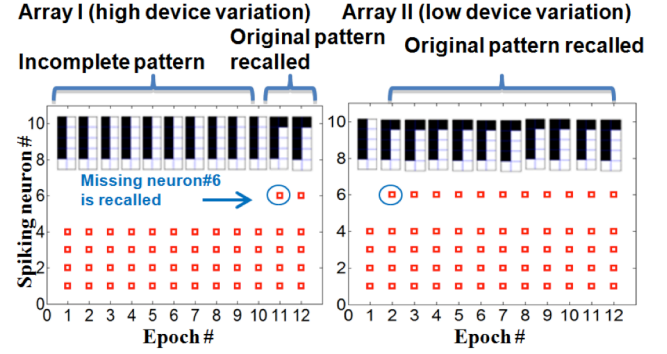 Array I (high device variation)
Array II (low device variation)
Original pattern
recalled
Incomplete pattern
Original pattern recalled
Spiking neuron #
10
8
6
4
2
0
Missing neuron#6
is recalled
0 1 2 3 4 5 6 7 8 9 10 11 12
Epoch #
10
8
6
4
2
0
0 1 2 3 4 5 6 7 8 9 10 11 12
Epoch #